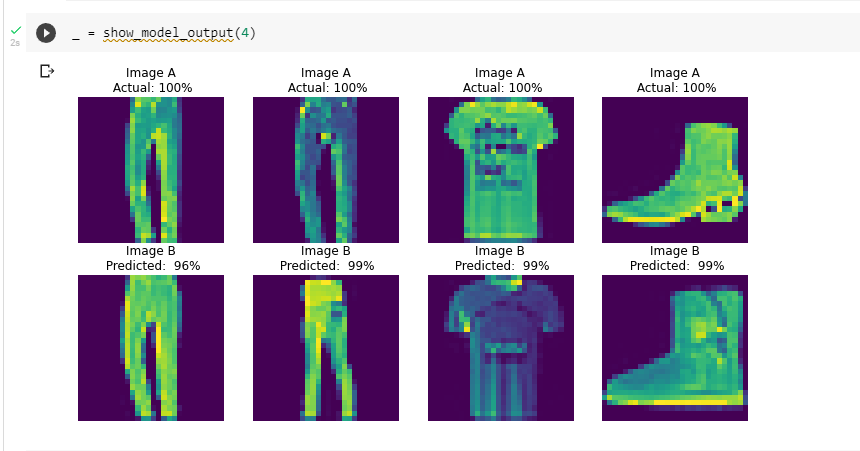 _ = show_model_output(4)
2s
Image A
Actual: 100%
Image A
Actual: 100%
Image A
Actual: 100%
Image A
Actual: 100%
Image B
Predicted:  96%
Image B
Predicted:  99%
Image B
Predicted:  99%
Image B
Predicted:  99%